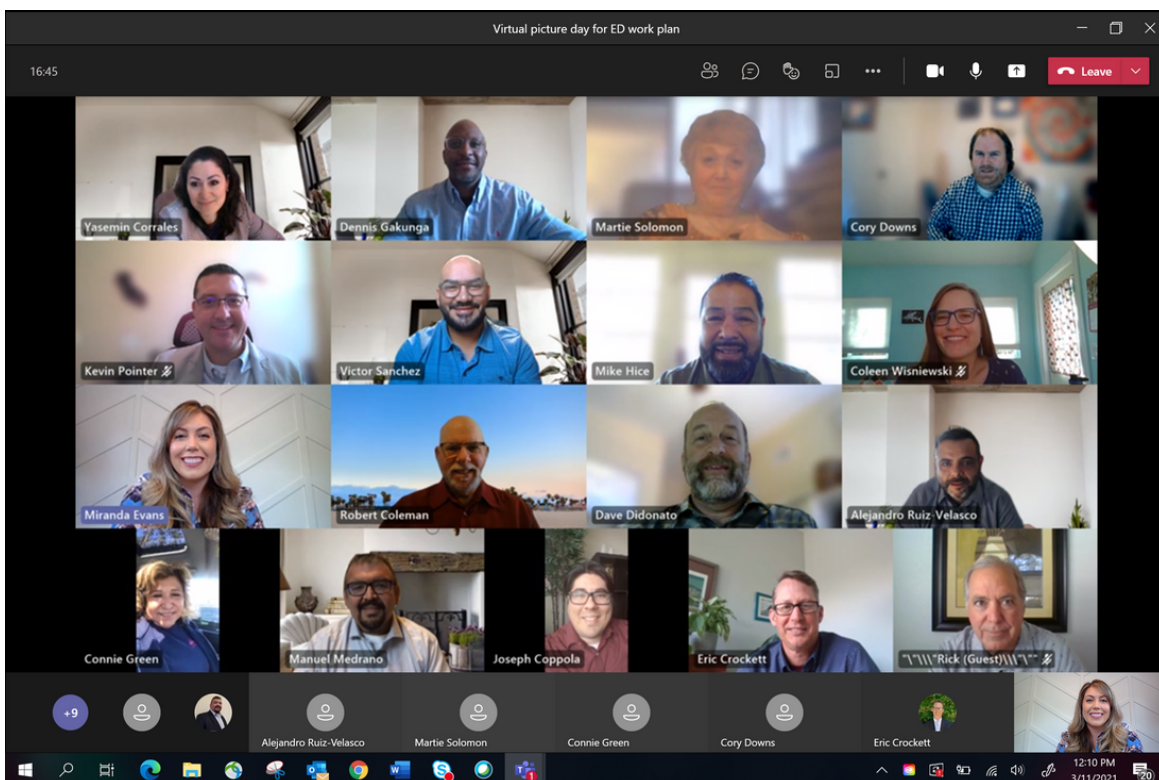 Virtual picture day for ED work plan
16:45
Leave
Yasemin Corrales
Dennis Gakunga
Martie Solomon
Cory Downs
Kevin Pointer
Victor Sanchez
Mike Hice
Coleen Wisniewski
Miranda Evans
Robert Coleman
Dave Didonato
Alejandro Ruiz-Velasco
Connie Green
Manuel Medrano
Joseph Coppola
Eric Crockett
"\"\\\"Rick (Guest)\\\"\""
+9
Alejandro Ruiz-Velasco
Martie Solomon
Connie Green
Cory Downs
Eric Crockett
12:10 PM
3/11/2021
20